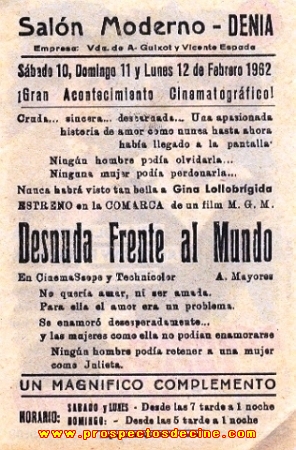 Salón Moderno - DENIA
Empresa: Vda. de A. Guixot y Vicente Espada
Sábado 10, Domingo 11 y Lunes 12 de Febrero 1962
¡Gran Acontecimiento Cinematográfico!
Cruda... sincera... descarnada... Una apasionada
historia de amor como nunca hasta ahora
había llegado a la pantalla.
Ningún hombre podía olvidarla...
Ninguna mujer podía perdonarla...
Nunca habrá visto tan bella a Gina Lollobrígida
ESTRENO en la COMARCA de un film M. G. M.
Desnuda Frente al Mundo
En CinemaScope y Technicolor A. Mayores
No quería amar, ni ser amada.
Para ella el amor era un problema.
Se enamoró desesperadamente...
y las mujeres como ella no podían enamorarse
Ningún hombre podía retener a una mujer
como Julieta.
UN MAGNIFICO COMPLEMENTO
HORARIO: SABADO y LUNES - Desde las 7 tarde a 1 noche
DOMINGO: - Desde las 5 tarde a 1 noche
www.prospectosdecine.com